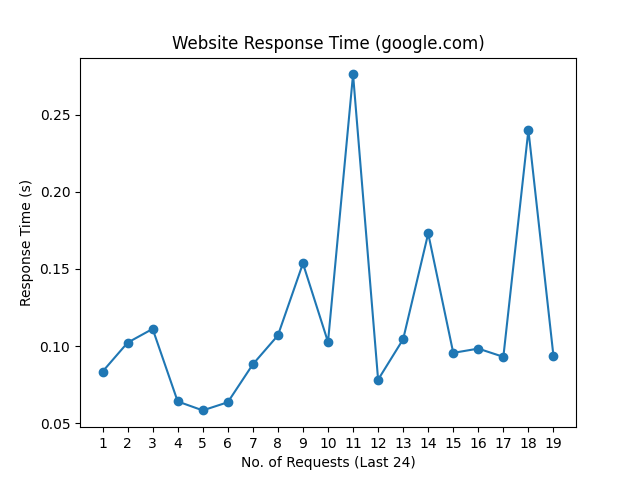 Website Response Time (google.com)
Response Time (s)
0.25
0.20
0.15
0.10
0.05
1 2 3 4 5 6 7 8 9 10 11 12 13 14 15 16 17 18 19
No. of Requests (Last 24)